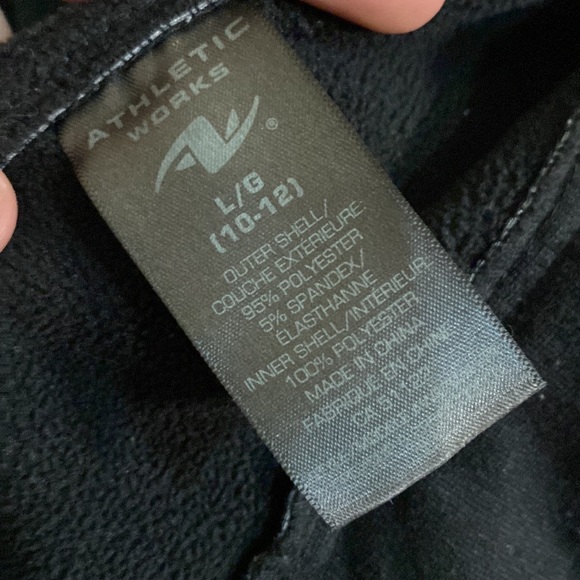 ATHLETIC
WORKS
®
L/G
(10-12)
OUTER SHELL/
COUCHE EXTÉRIEURE:
95% POLYESTER
5% SPANDEX/
ÉLASTHANNE
INNER SHELL/INTÉRIEUR:
100% POLYESTER
MADE IN CHINA
FABRIQUÉ EN CHINE
CA